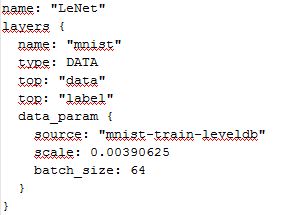 name: "LeNet"
layers {
name: "mnist"
type: DATA
top: "data"
top: "label"
data_param {
source: "mnist-train-leveldb"
scale: 0.00390625
batch_size: 64
}
}